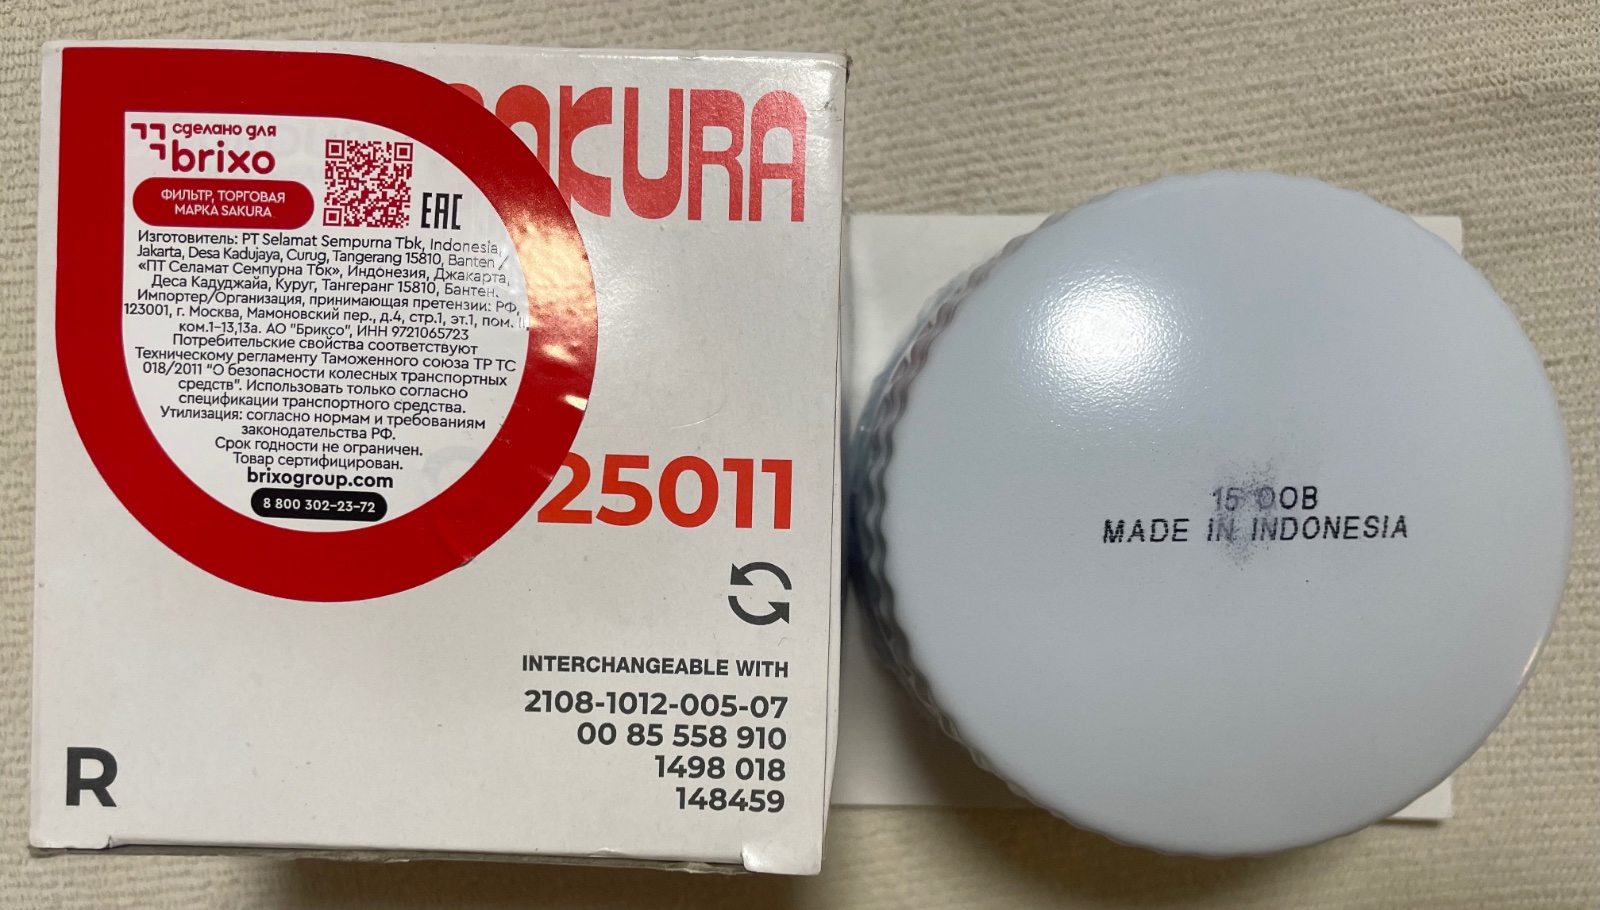 сделано для
brixo
ФИЛЬТР, ТОРГОВАЯ
МАРКА SAKURA
EAC
Изготовитель: PT Selamat Sempurna Tbk, Indonesia,
Jakarta, Desa Kadujaya, Curug, Tangerang 15810, Banten /
«ПТ Селамат Семпурна Тбк», Индонезия, Джакарта,
Деса Кадуджайа, Куруг, Тангеранг 15810, Бантен.
Импортер/Организация, принимающая претензии: РФ,
123001, г. Москва, Мамоновский пер., д.4, стр.1, эт.1, пом. II,
ком.1-13,13а. АО "Бриксо", ИНН 9721065723
Потребительские свойства соответствуют
Техническому регламенту Таможенного союза ТР ТС
018/2011 "О безопасности колесных транспортных
средств". Использовать только согласно
спецификации транспортного средства.
Утилизация: согласно нормам и требованиям
законодательства РФ.
Срок годности не ограничен.
Товар сертифицирован.
brixogroup.com
8 800 302-23-72
SAKURA
25011
INTERCHANGEABLE WITH
2108-1012-005-07
00 85 558 910
1498 018
148459
R
MADE IN INDONESIA